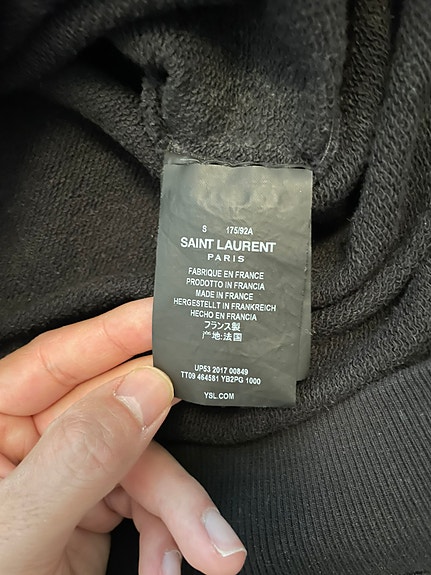 S 175/92A
SAINT LAURENT
PARIS
FABRIQUE EN FRANCE
PRODOTTO IN FRANCIA
MADE IN FRANCE
HERGESTELLT IN FRANKREICH
HECHO EN FRANCIA
フランス製
产地:法国
UP53 2017 00849
TT09 464581 YB2PG 1000
YSL.COM